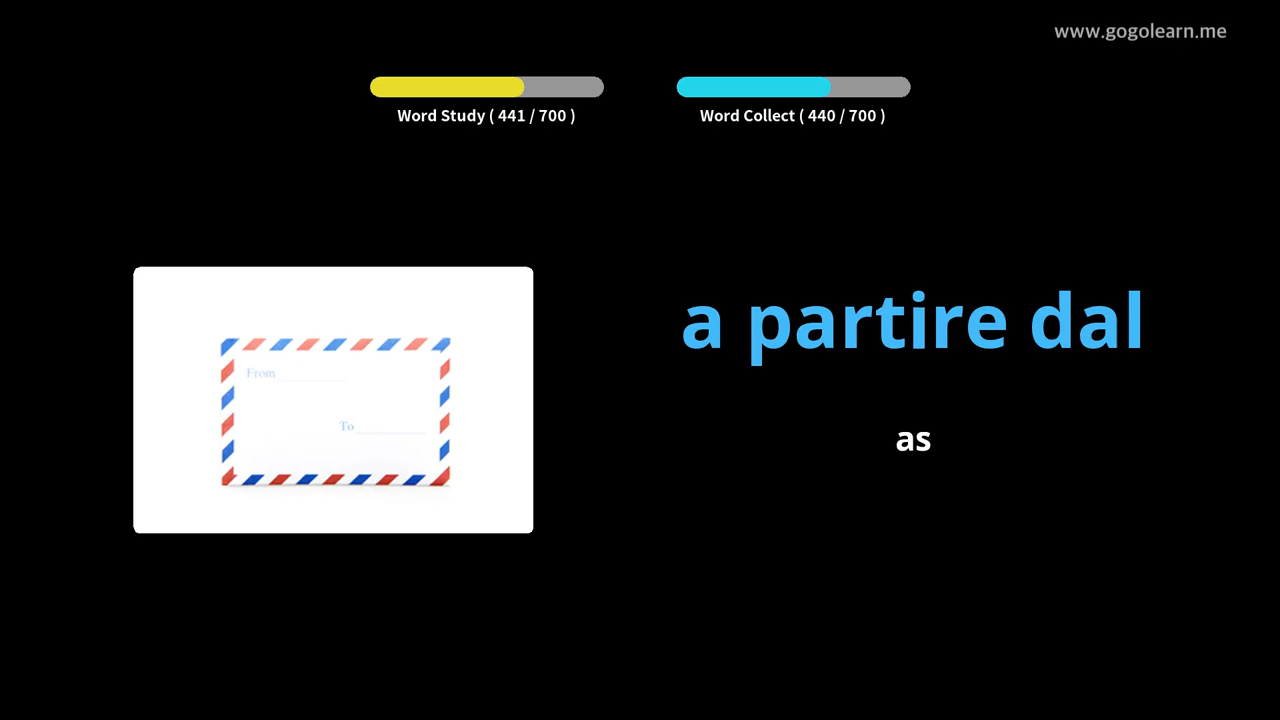 www.gogolearn.me
Word Study ( 441 / 700 )
Word Collect ( 440 / 700 )
From
To
a partire dal
as